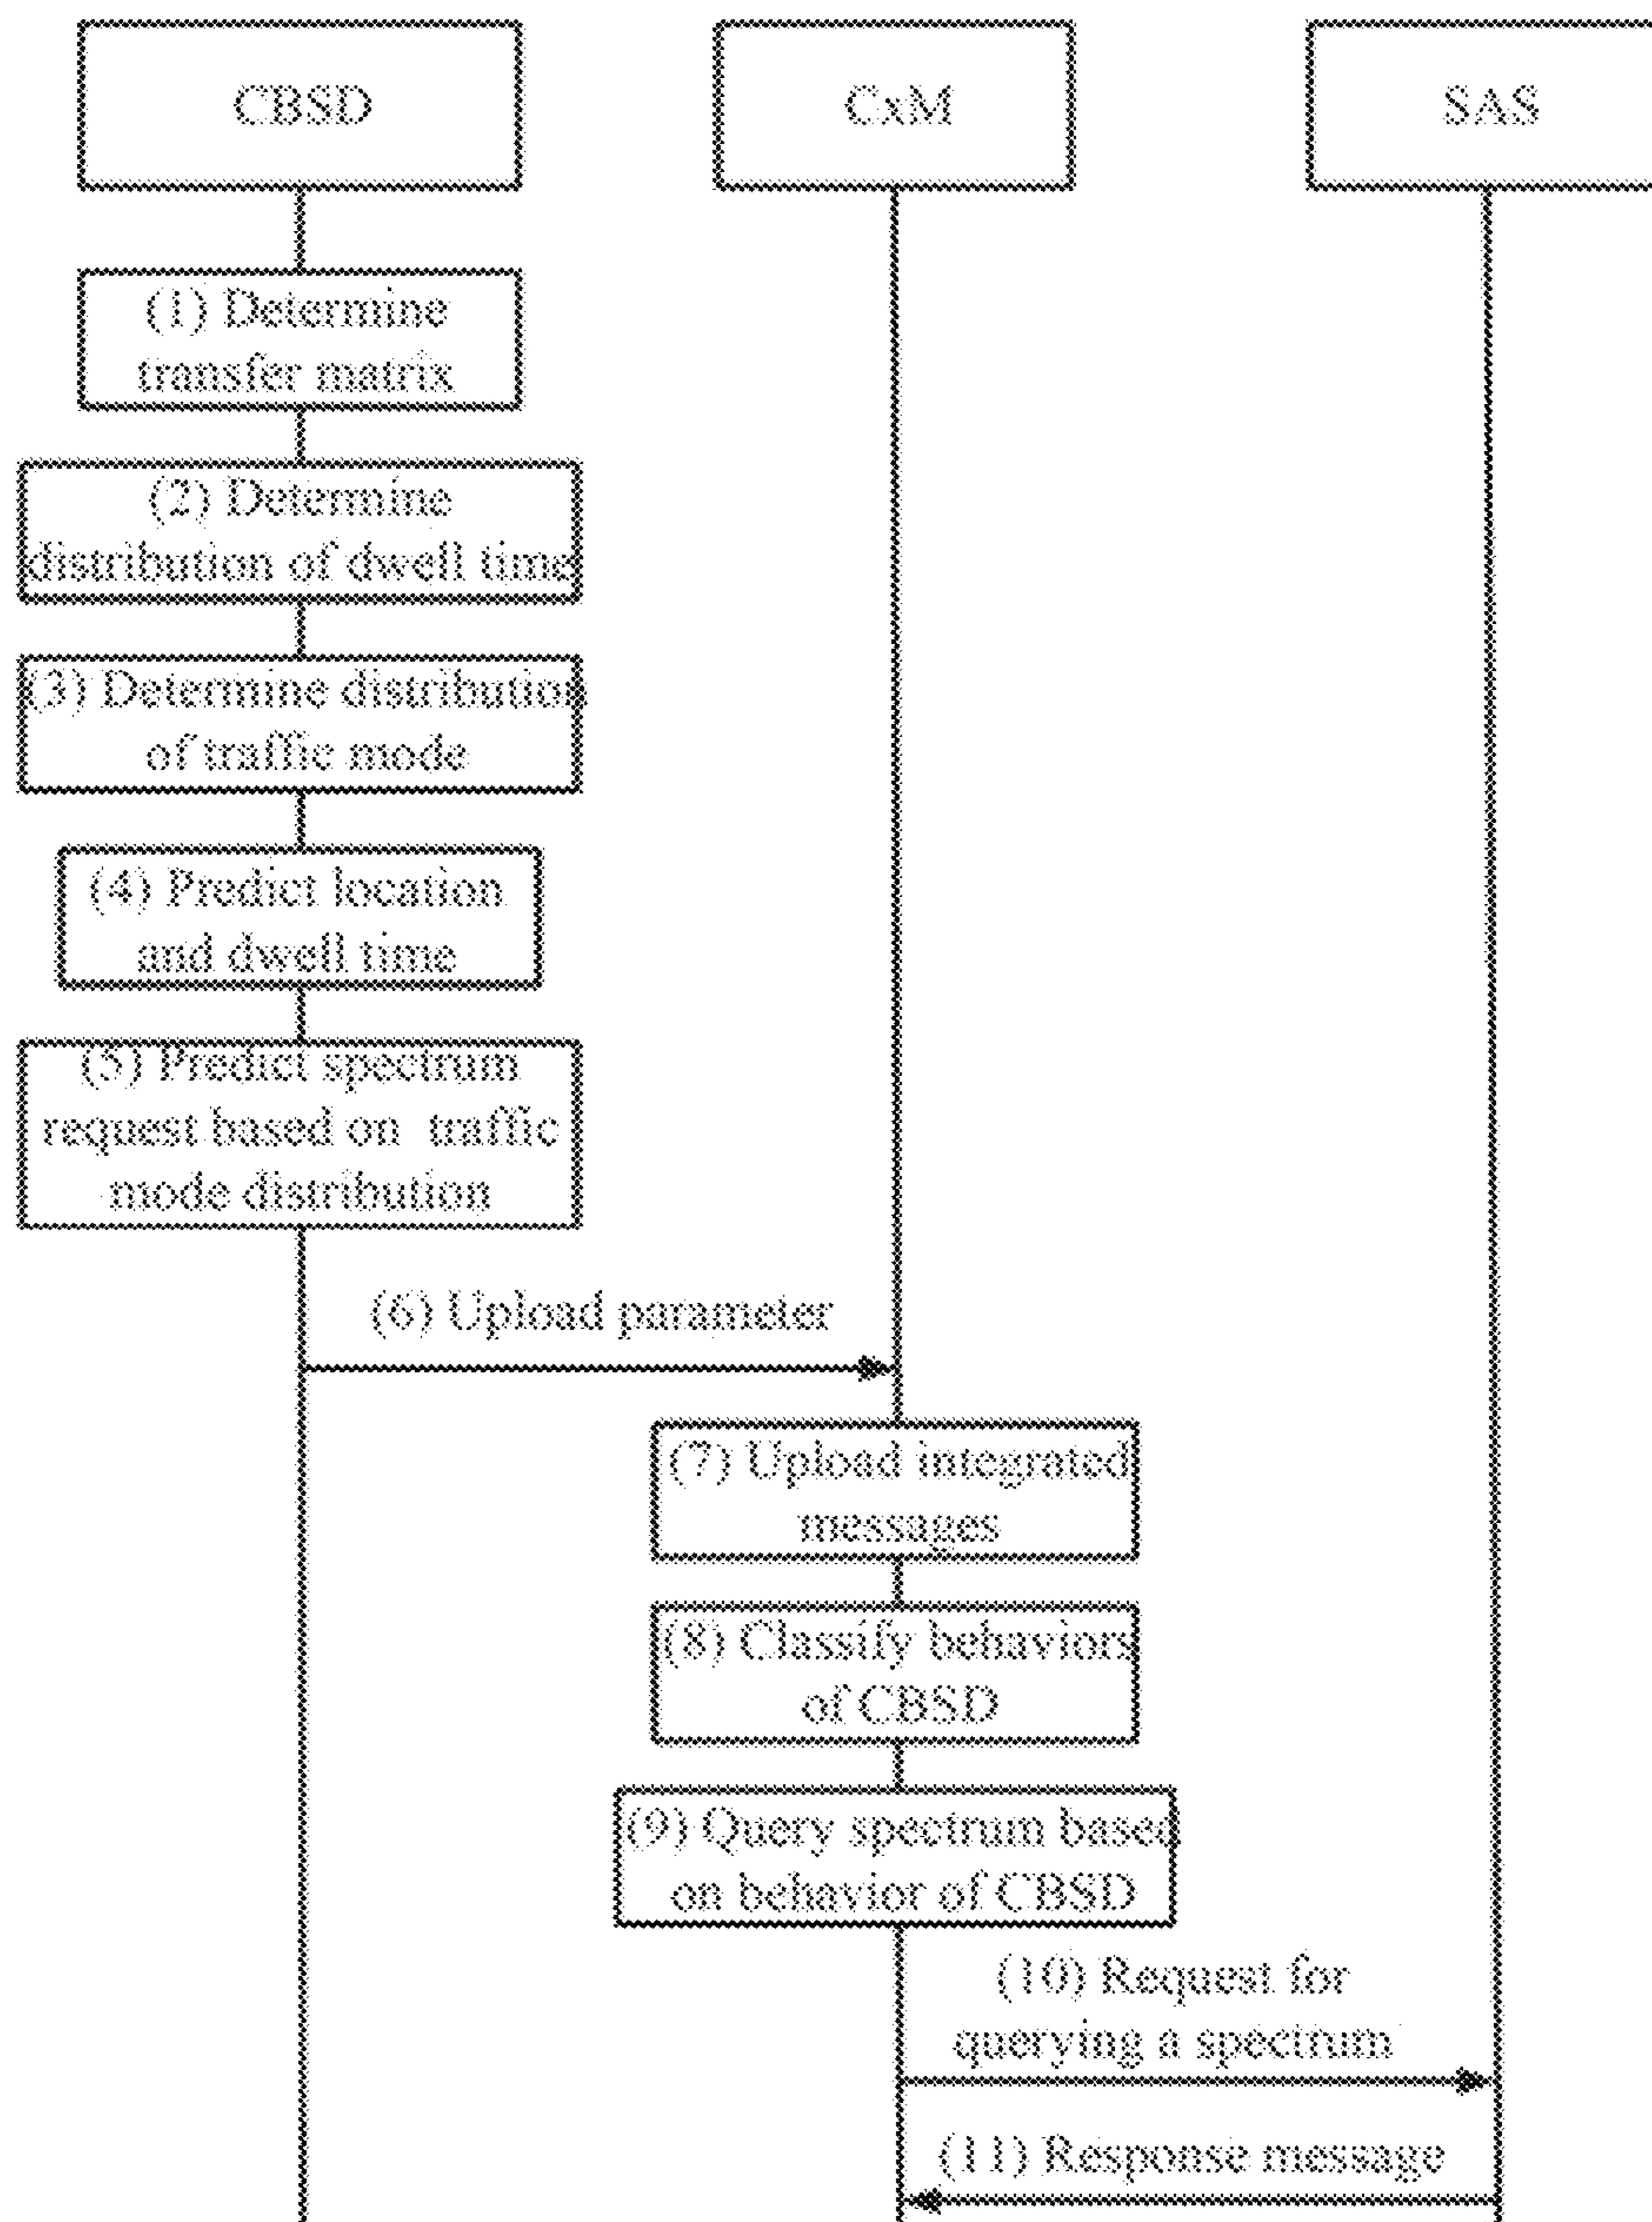 CBSD
CxM
SAS
(1) Determine
transfer matrix
(2) Determine
distribution of dwell time
(3) Determine distribution
of traffic mode
(4) Predict location
and dwell time
(5) Predict spectrum
request based on traffic
mode distribution
(6) Upload parameter
(7) Upload integrated
messages
(8) Classify behaviors
of CBSD
(9) Query spectrum based
on behavior of CBSD
(10) Request for
querying a spectrum
(11) Response message